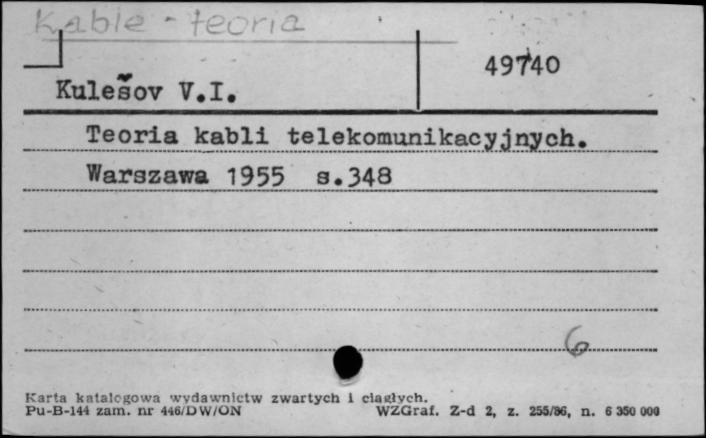 Kable - teoria
49740
Kulešov V.I.
Teoria kabli telekomunikacyjnych.
Warszawa 1955 s.348
6
Karta katalogowa wydawnictw zwartych i ciągłych.
Pu-B-144 zam. nr 446/DW/ON WZGraf. Z-d 2, z. 255/86, n. 6 350 000